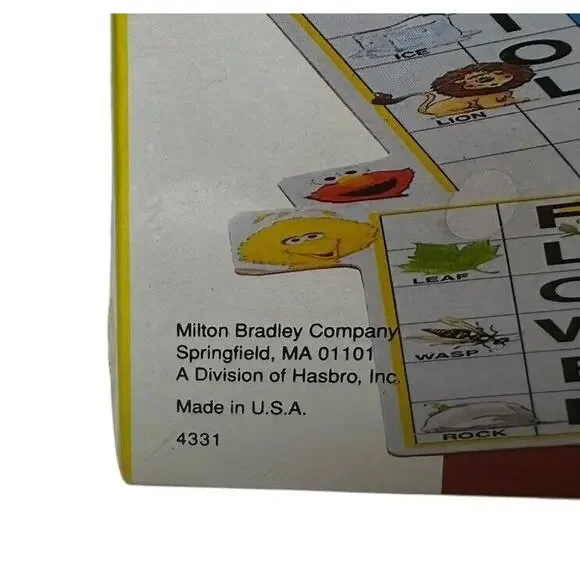 I
O
L
ICE
LION
F
L
O
W
E
LEAF
WASP
ROCK
Milton Bradley Company
Springfield, MA 01101
A Division of Hasbro, Inc.
Made in U.S.A.
4331